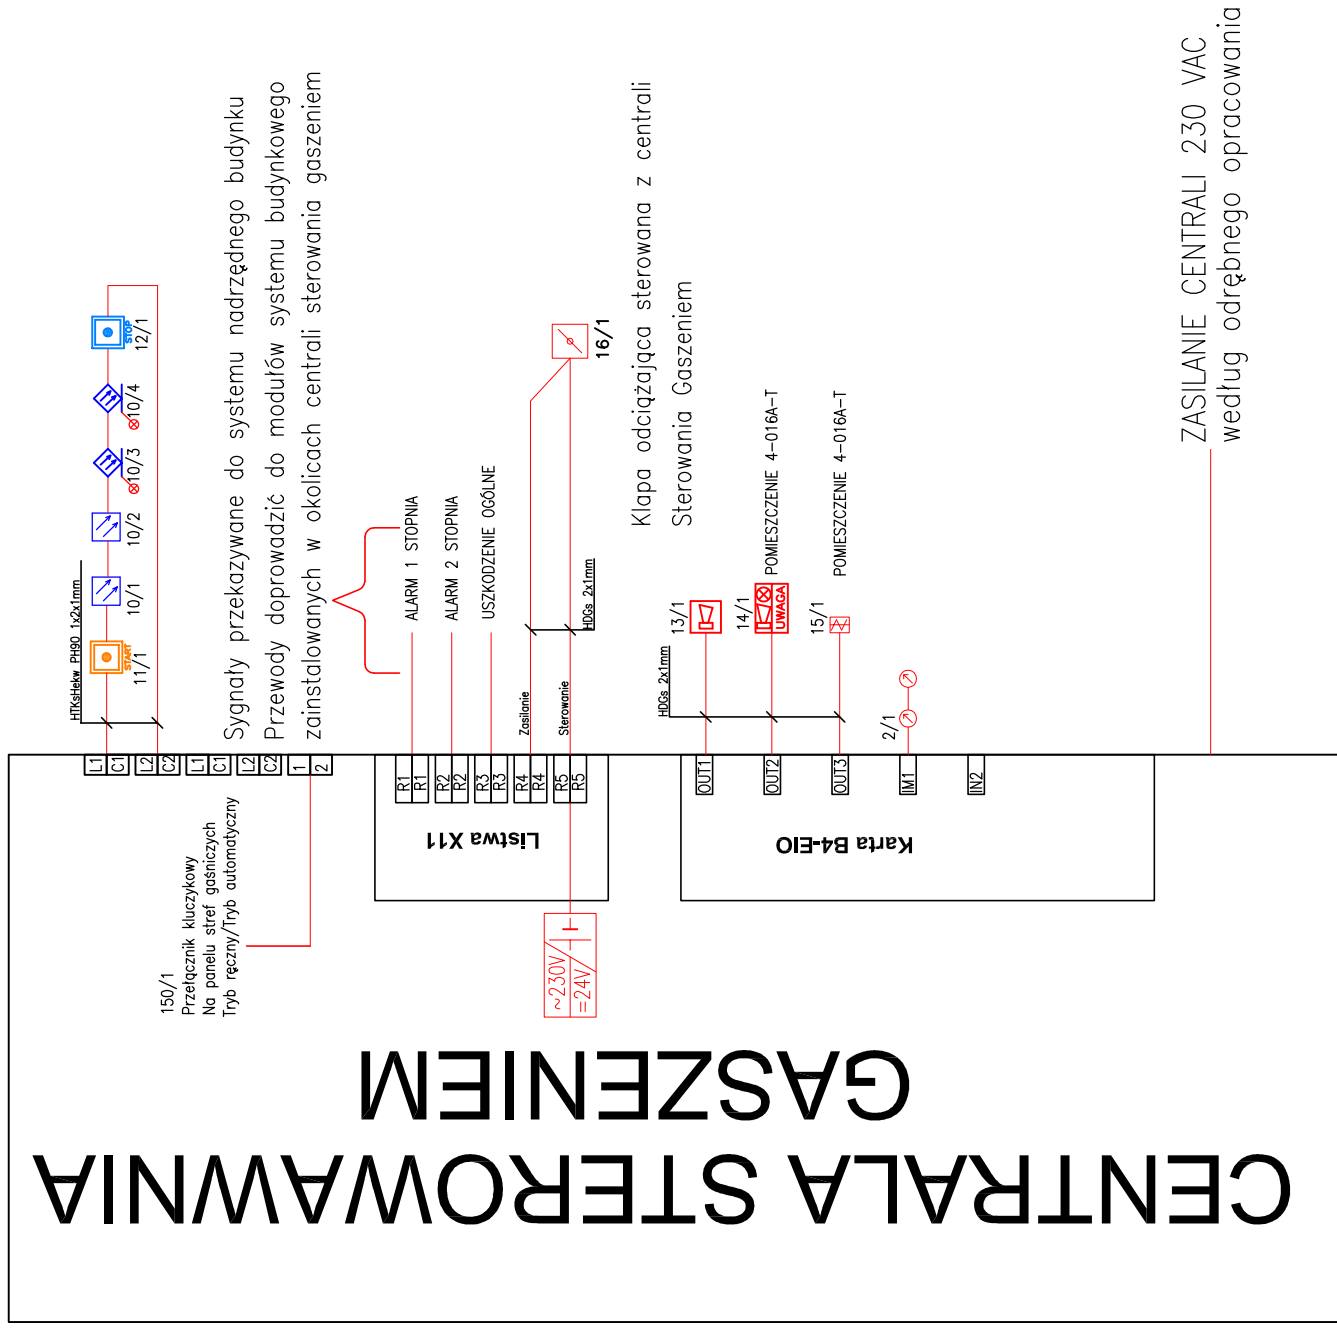 HTKsHekw PH90 1x2x1mm
START
11/1
10/1
10/2
10/3
10/4
STOP
12/1
L1
C1
L2
C2
L1
C1
L2
C2
1
2
Sygnały przekazywane do systemu nadrzędnego budynku
Przewody doprowadzić do modułów systemu budynkowego
zainstalowanych w okolicach centrali sterowania gaszeniem
150/1
Przełącznik kluczykowy
Na panelu stref gaśniczych
Tryb ręczny/Tryb automatyczny
R1
R1
R2
R2
R3
R3
R4
R4
R5
R5
Listwa X11
ALARM 1 STOPNIA
ALARM 2 STOPNIA
USZKODZENIE OGÓLNE
Zasilanie
Sterowanie
HDGs 2x1mm
16/1
~230V/
=24V/
Klapa odciążająca sterowana z centrali
Sterowania Gaszeniem
HDGs 2x1mm
13/1
14/1
UWAGA
POMIESZCZENIE 4-016A-T
15/1
POMIESZCZENIE 4-016A-T
2/1
OUT1
OUT2
OUT3
IM1
IN2
Karta B4-EIO
ZASILANIE CENTRALI 230 VAC
według odrębnego opracowania
CENTRALA STEROWAWNIA
GASZENIEM